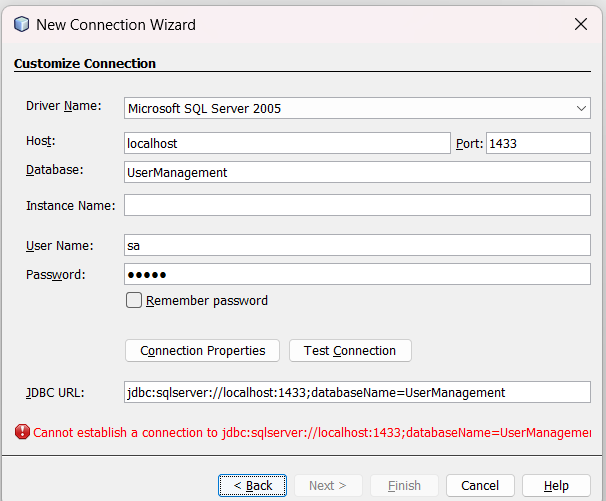 New Connection Wizard
Customize Connection
Driver Name: Microsoft SQL Server 2005
Host: localhost Port: 1433
Database: UserManagement
Instance Name:
User Name: sa
Password: ●●●●●
Remember password
Connection Properties Test Connection
JDBC URL: jdbc:sqlserver://localhost:1433;databaseName=UserManagement
Cannot establish a connection to jdbc:sqlserver://localhost:1433;databaseName=UserManagemen
< Back Next > Finish Cancel Help